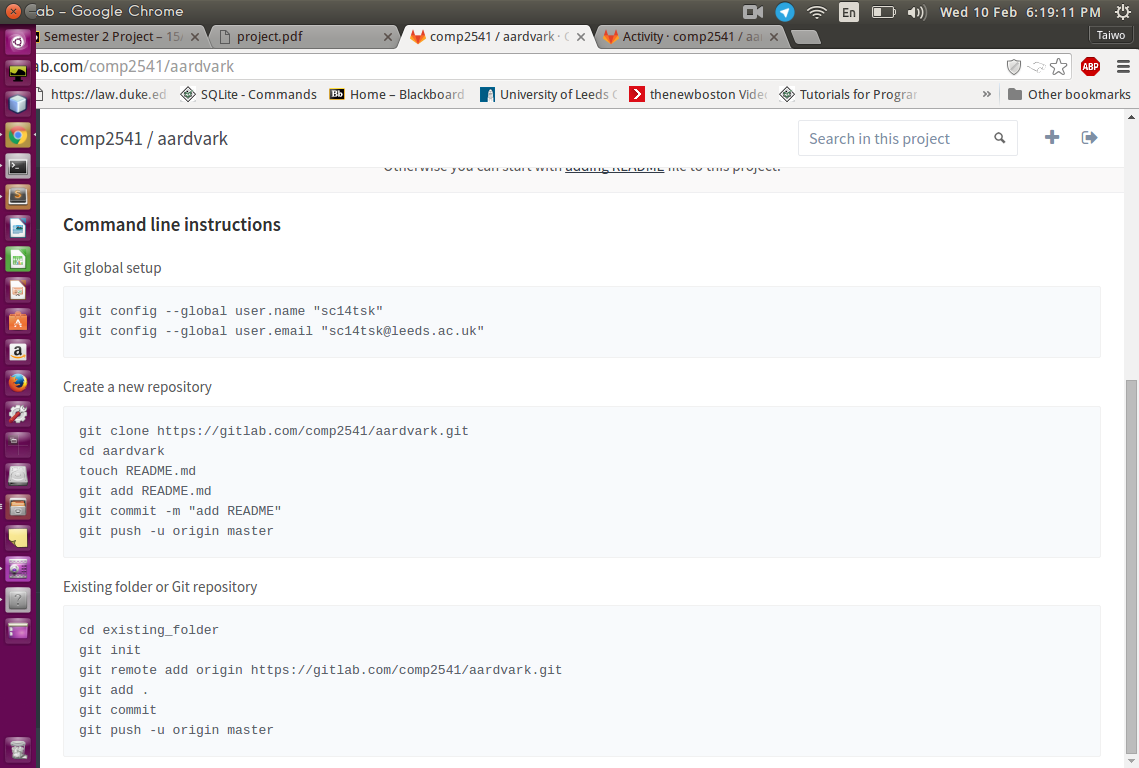 ab – Google Chrome
En
Wed 10 Feb 6:19:11 PM
Semester 2 Project – 15
project.pdf
comp2541 / aardvark ·
Activity · comp2541 / aa
Taiwo
ab.com/comp2541/aardvark
ABP
https://law.duke.ed
SQLite - Commands
Bb Home – Blackboard
University of Leeds
thenewboston Vide
Tutorials for Progra
»
Other bookmarks
comp2541 / aardvark
Search in this project
Otherwise you can start with adding README file to this project.
Command line instructions
Git global setup
git config --global user.name "sc14tsk"
git config --global user.email "sc14tsk@leeds.ac.uk"
Create a new repository
git clone https://gitlab.com/comp2541/aardvark.git
cd aardvark
touch README.md
git add README.md
git commit -m "add README"
git push -u origin master
Existing folder or Git repository
cd existing_folder
git init
git remote add origin https://gitlab.com/comp2541/aardvark.git
git add .
git commit
git push -u origin master